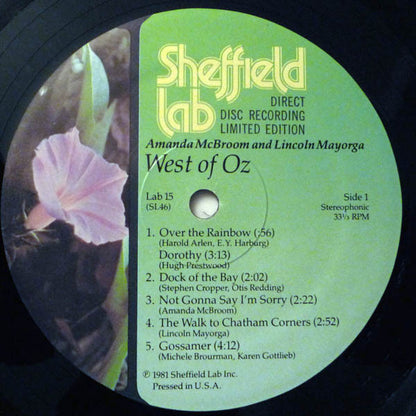 Sheffield
Lab
DIRECT
DISC RECORDING
LIMITED EDITION
Amanda McBroom and Lincoln Mayorga
West of Oz
Lab 15
(SL46)
Side 1
Stereophonic
33⅓ RPM
1. Over the Rainbow (:56)
(Harold Arlen, E.Y. Harburg)
Dorothy (3:13)
(Hugh Prestwood)
2. Dock of the Bay (2:02)
(Stephen Cropper, Otis Redding)
3. Not Gonna Say I'm Sorry (2:22)
(Amanda McBroom)
4. The Walk to Chatham Corners (2:52)
(Lincoln Mayorga)
5. Gossamer (4:12)
(Michele Brourman, Karen Gottlieb)
℗ 1981 Sheffield Lab Inc.
Pressed in U.S.A.